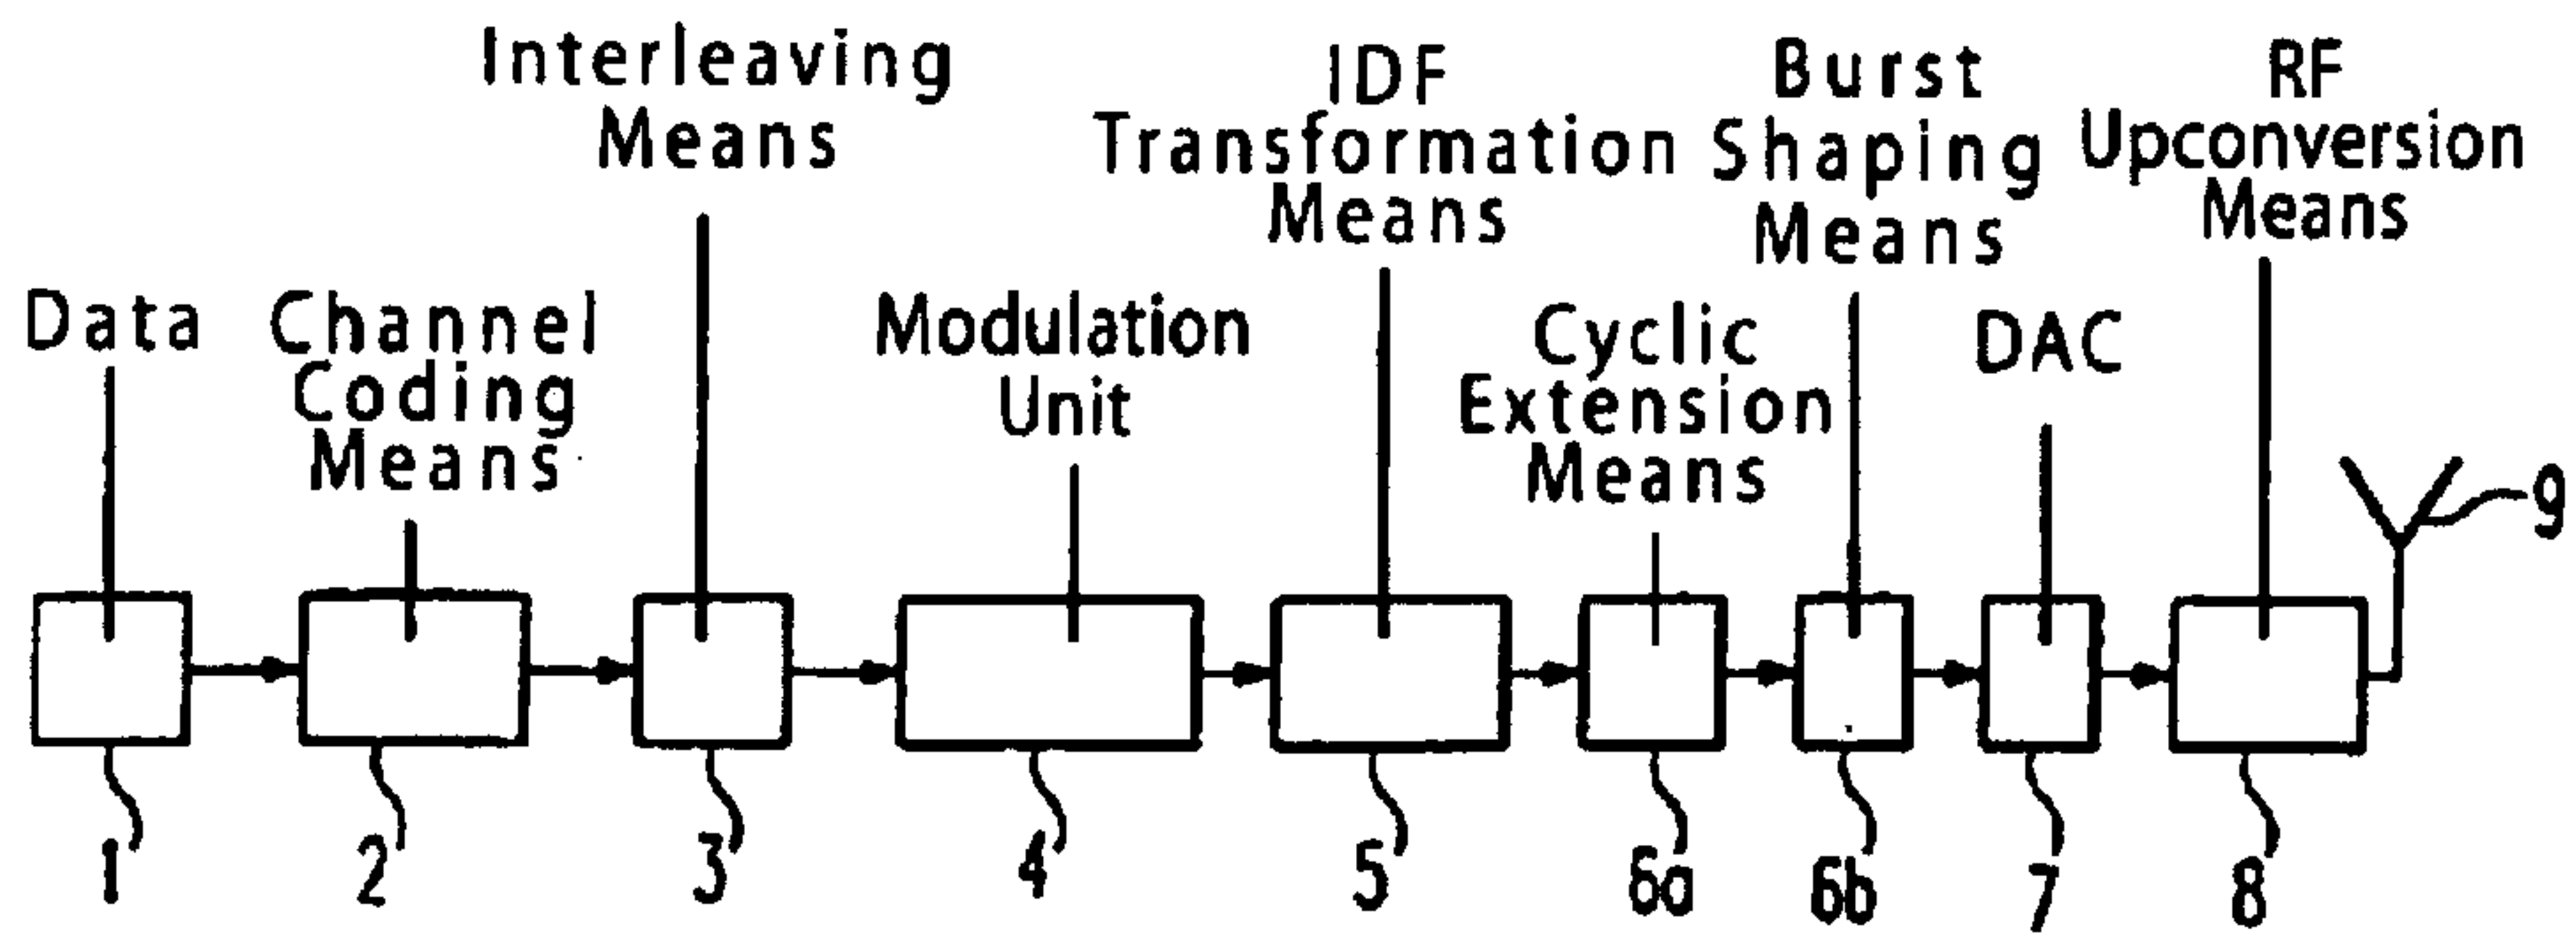 Interleaving
Means
IDF
Transformation
Means
Burst
Shaping
Means
RF
Upconversion
Means
Data
Channel
Coding
Means
Modulation
Unit
Cyclic
Extension
Means
DAC
9
1
2
3
4
5
6a
6b
7
8